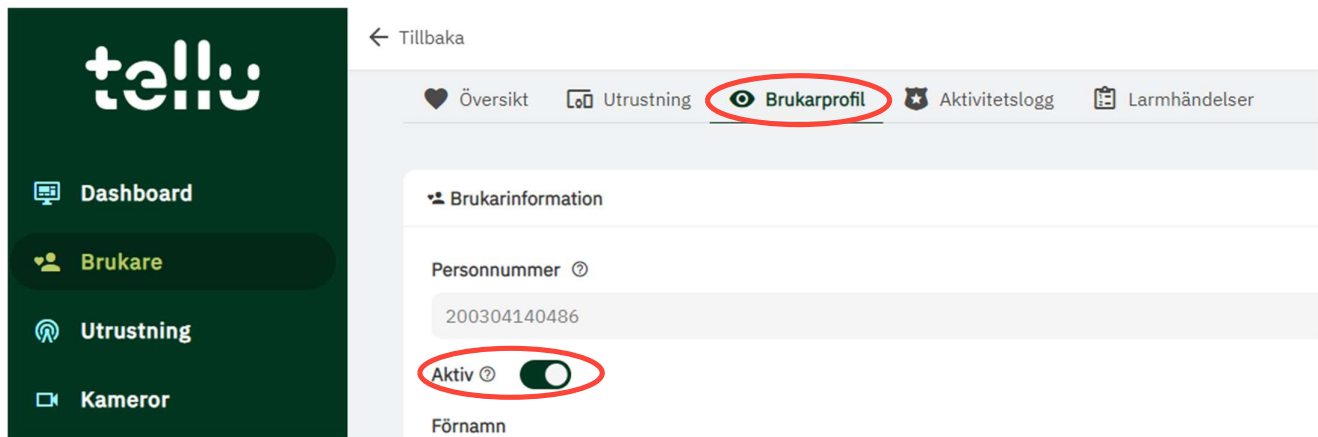 tellu
Dashboard
Brukare
Utrustning
Kameror
Tillbaka
Översikt Utrustning Brukarprofil Aktivitetslogg Larmhändelser
Brukarinformation
Personnummer ?
200304140486
Aktiv ?
Förnamn